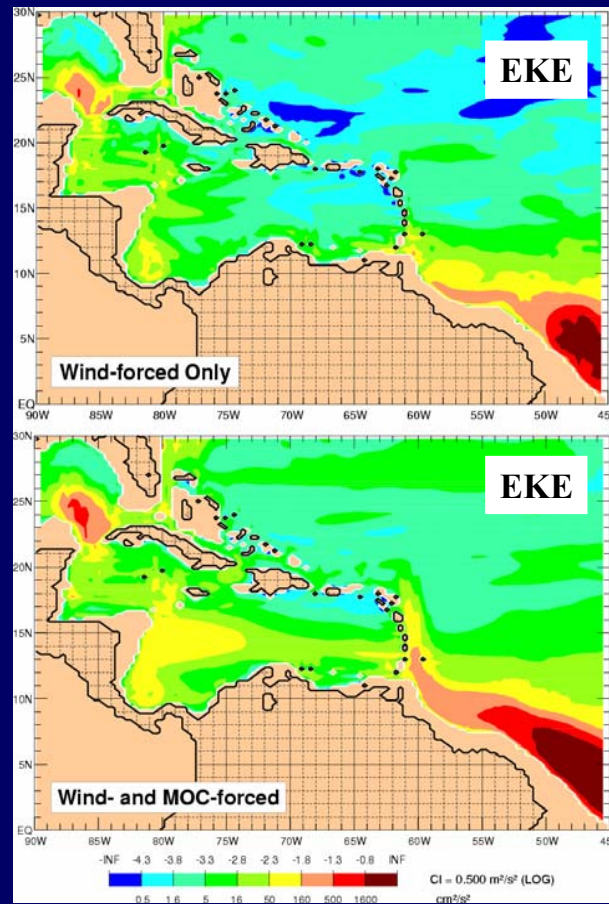 30N
EKE
25N
20N
15N
10N
5N
Wind-forced Only
EQ
90W 85W 80W 75W 70W 65W 60W 55W 50W 45
30N
EKE
25N
20N
15N
10N
5N
Wind- and MOC-forced
EQ
90W 85W 80W 75W 70W 65W 60W 55W 50W 45
-INF -4.3 -3.8 -3.3 -2.8 -2.3 -1.8 -1.3 -0.8 INF
CI = 0.500 m²/s² (LOG)
0.5 1.6 5 16 50 160 500 1600
cm²/s²